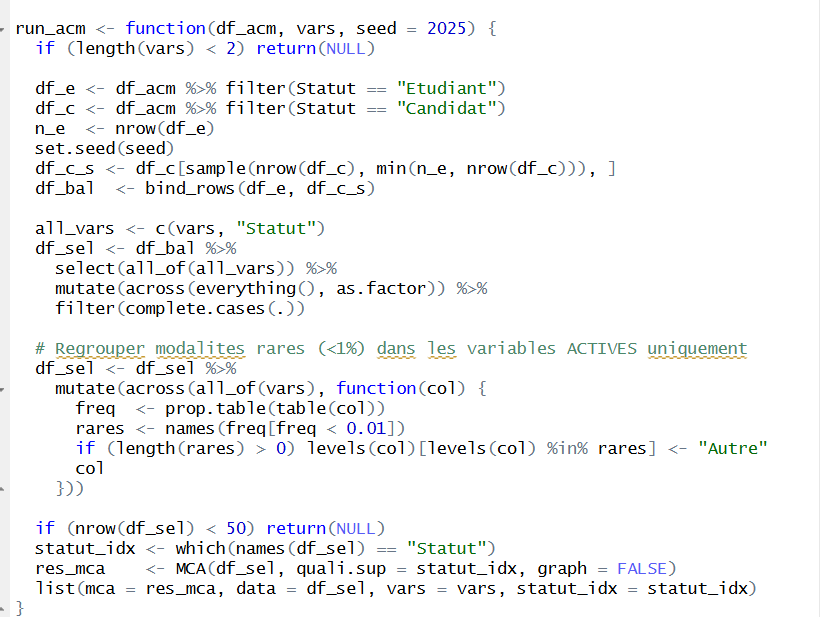 run_acm <- function(df_acm, vars, seed = 2025) {
  if (length(vars) < 2) return(NULL)

  df_e <- df_acm %>% filter(Statut == "Etudiant")
  df_c <- df_acm %>% filter(Statut == "Candidat")
  n_e  <- nrow(df_e)
  set.seed(seed)
  df_c_s <- df_c[sample(nrow(df_c), min(n_e, nrow(df_c))), ]
  df_bal  <- bind_rows(df_e, df_c_s)

  all_vars <- c(vars, "Statut")
  df_sel <- df_bal %>%
    select(all_of(all_vars)) %>%
    mutate(across(everything(), as.factor)) %>%
    filter(complete.cases(.))

  # Regrouper modalites rares (<1%) dans les variables ACTIVES uniquement
  df_sel <- df_sel %>%
    mutate(across(all_of(vars), function(col) {
      freq  <- prop.table(table(col))
      rares <- names(freq[freq < 0.01])
      if (length(rares) > 0) levels(col)[levels(col) %in% rares] <- "Autre"
      col
    }))

  if (nrow(df_sel) < 50) return(NULL)
  statut_idx <- which(names(df_sel) == "Statut")
  res_mca    <- MCA(df_sel, quali.sup = statut_idx, graph = FALSE)
  list(mca = res_mca, data = df_sel, vars = vars, statut_idx = statut_idx)
}